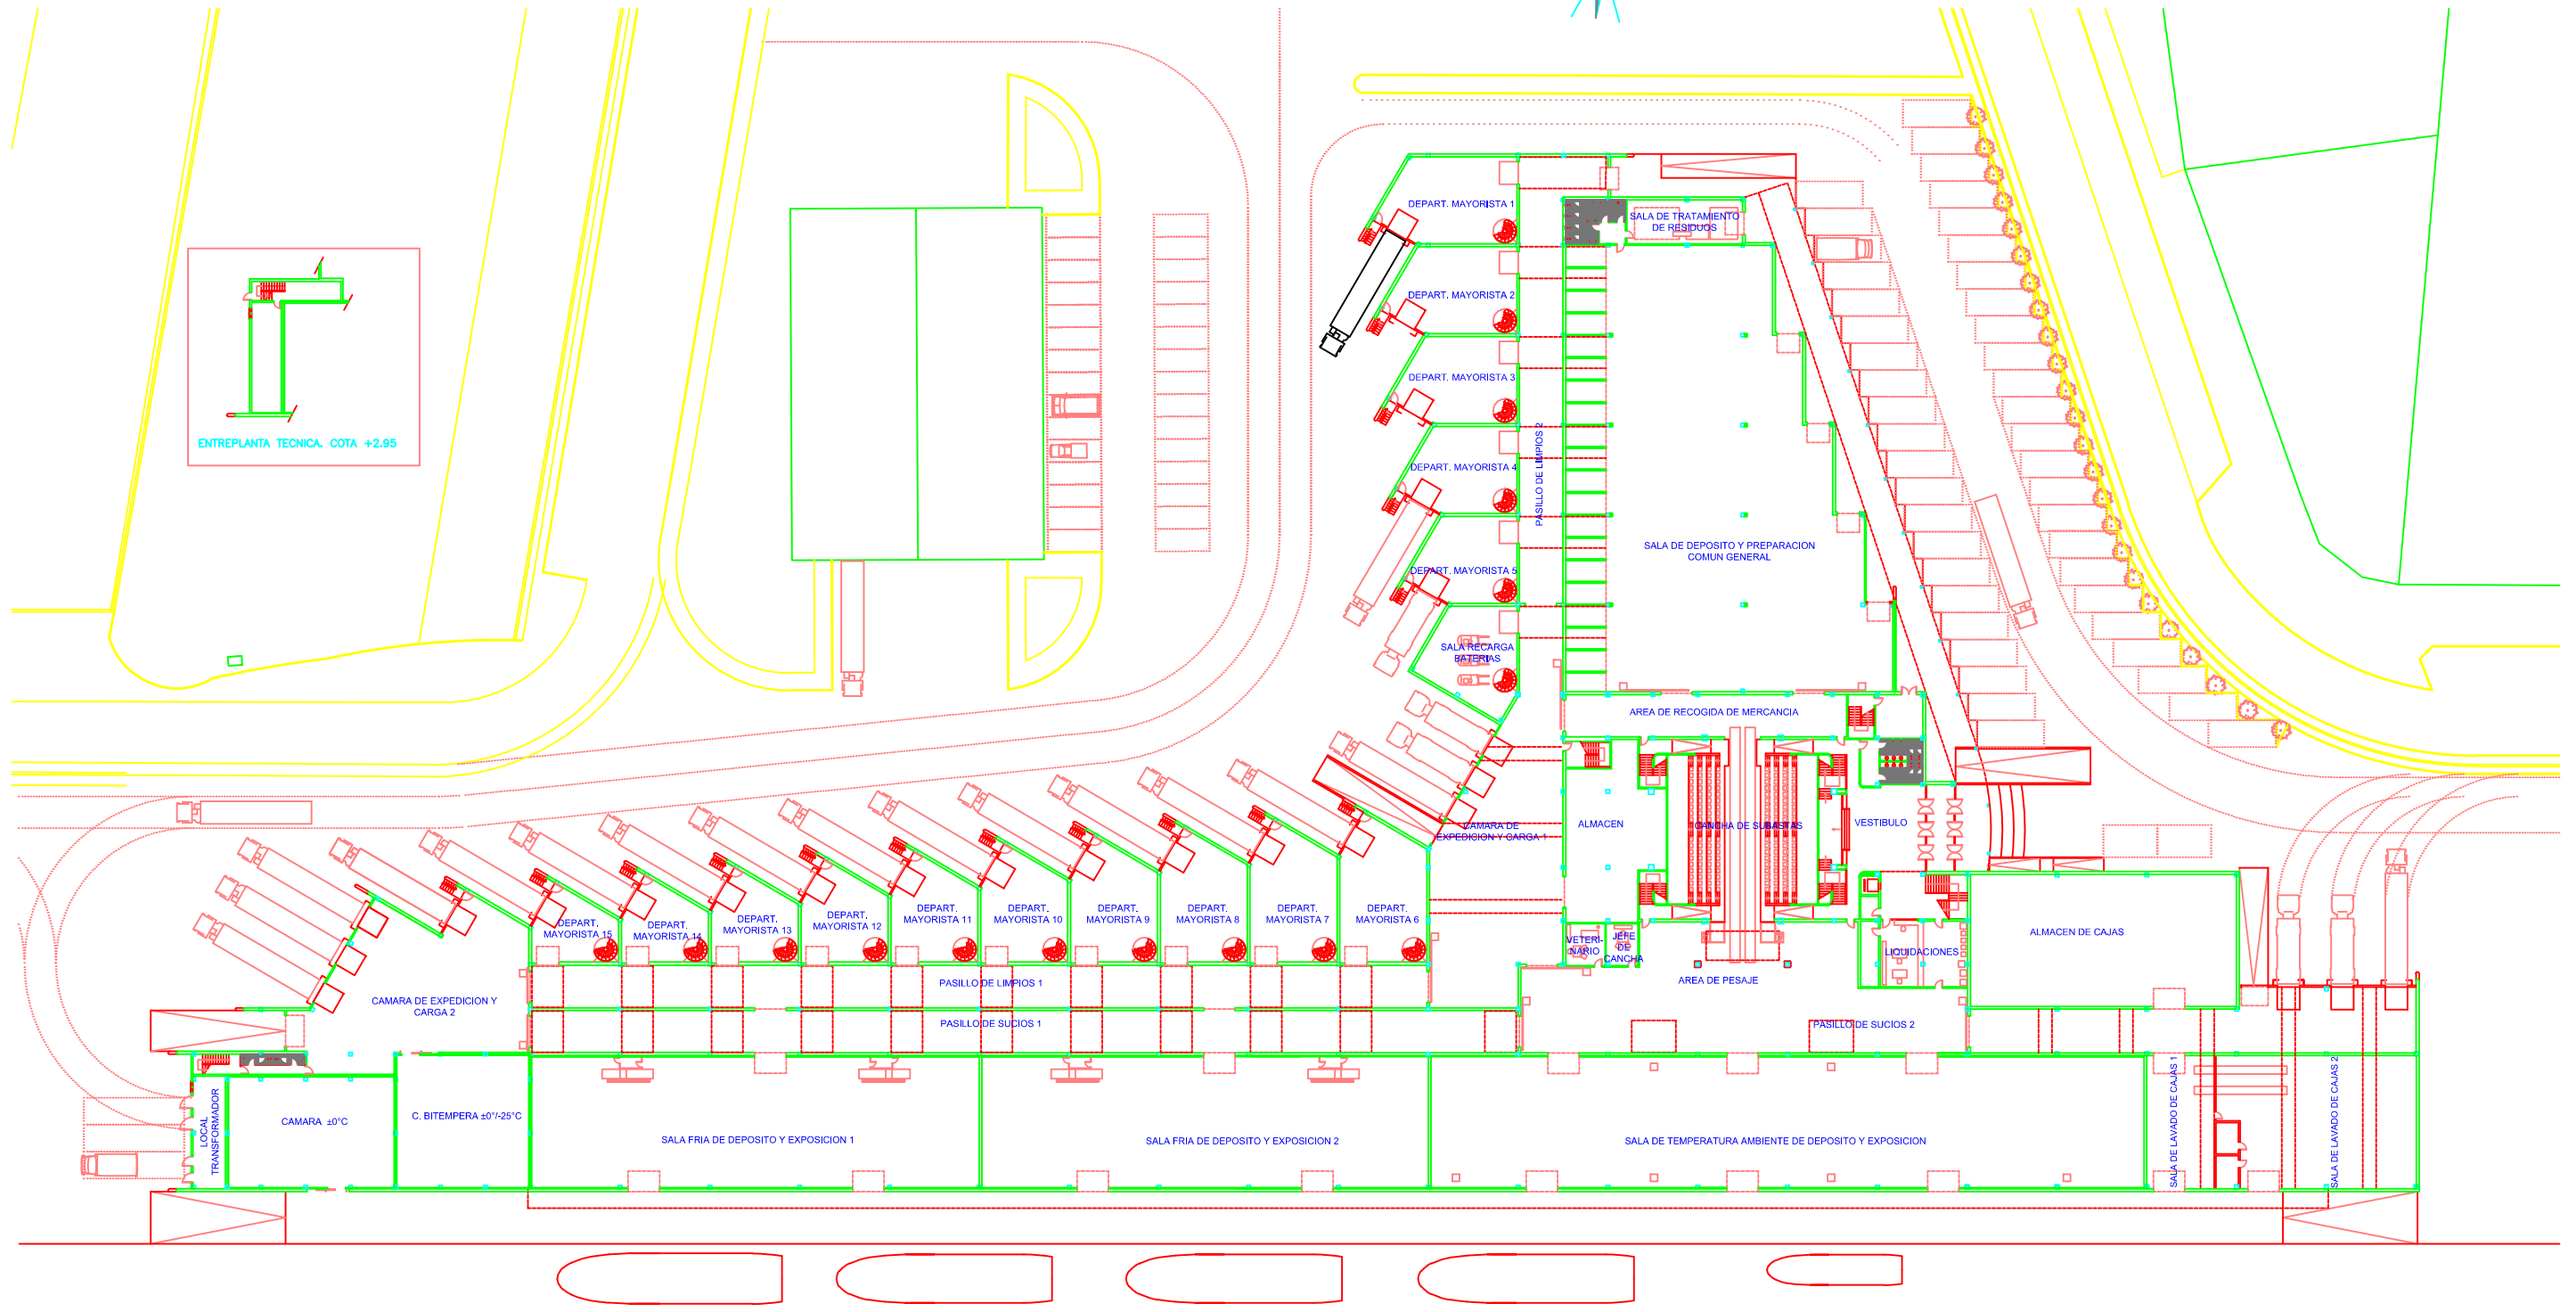 DEPART. MAYORISTA 1
SALA DE TRATAMIENTO
DE RESIDUOS
DEPART. MAYORISTA 2
DEPART. MAYORISTA 3
ENTREPLANTA TECNICA. COTA +2.95
DEPART. MAYORISTA 4
PASILLO DE LIMPIOS 2
SALA DE DEPOSITO Y PREPARACION
COMUN GENERAL
DEPART. MAYORISTA 5
SALA RECARGA
BATERIAS
AREA DE RECOGIDA DE MERCANCIA
CAMARA DE
EXPEDICION Y CARGA 1
ALMACEN
CANCHA DE SUBASTAS
VESTIBULO
DEPART.
MAYORISTA 15
DEPART.
MAYORISTA 14
DEPART.
MAYORISTA 13
DEPART.
MAYORISTA 12
DEPART.
MAYORISTA 11
DEPART.
MAYORISTA 10
DEPART.
MAYORISTA 9
DEPART.
MAYORISTA 8
DEPART.
MAYORISTA 7
DEPART.
MAYORISTA 6
VETERI-
NARIO
JEFE
DE
CANCHA
LIQUIDACIONES
ALMACEN DE CAJAS
AREA DE PESAJE
PASILLO DE LIMPIOS 1
CAMARA DE EXPEDICION Y
CARGA 2
PASILLO DE SUCIOS 1
PASILLO DE SUCIOS 2
LOCAL
TRANSFORMADOR
CAMARA ±0°C
C. BITEMPERA ±0°/-25°C
SALA FRIA DE DEPOSITO Y EXPOSICION 1
SALA FRIA DE DEPOSITO Y EXPOSICION 2
SALA DE TEMPERATURA AMBIENTE DE DEPOSITO Y EXPOSICION
SALA DE LAVADO DE CAJAS 1
SALA DE LAVADO DE CAJAS 2